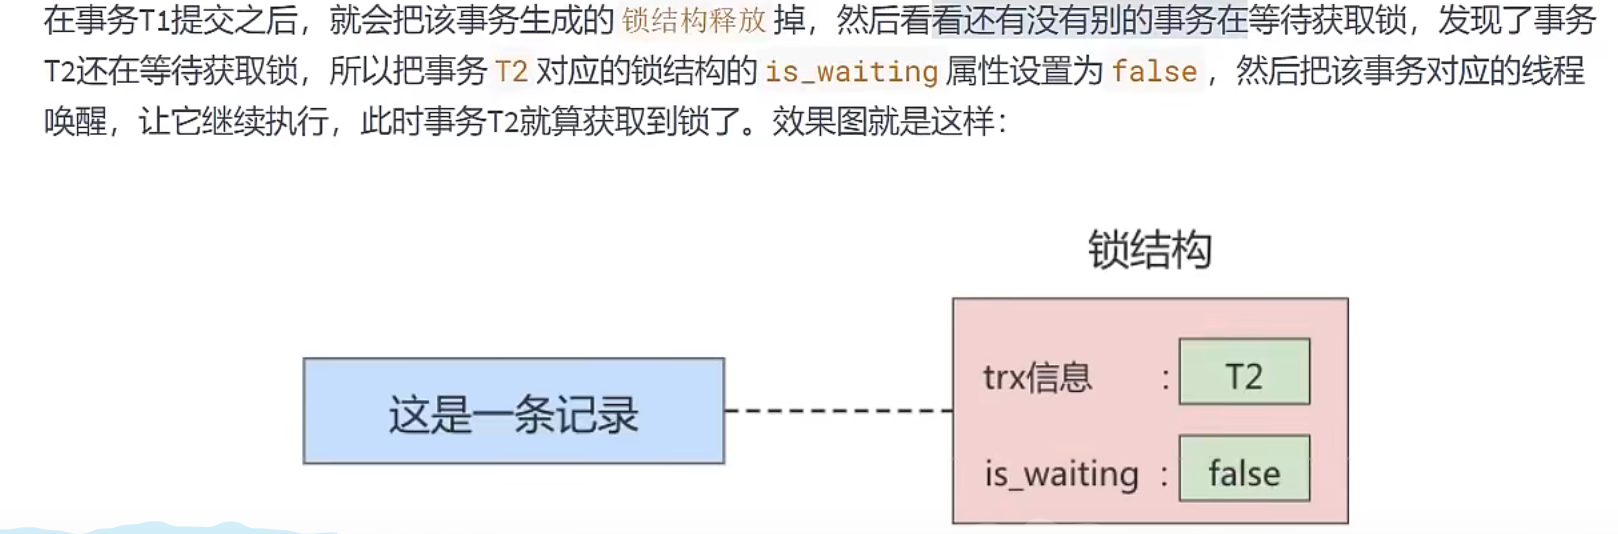 在事务T1提交之后，就会把该事务生成的 锁结构释放 掉，然后看看还有没有别的事务在等待获取锁，发现了事务
T2还在等待获取锁，所以把事务 T2 对应的锁结构的 is_waiting 属性设置为 false ，然后把该事务对应的线程
唤醒，让它继续执行，此时事务T2就算获取到锁了。效果图就是这样：
锁结构
这是一条记录
trx信息 : T2
is_waiting : false